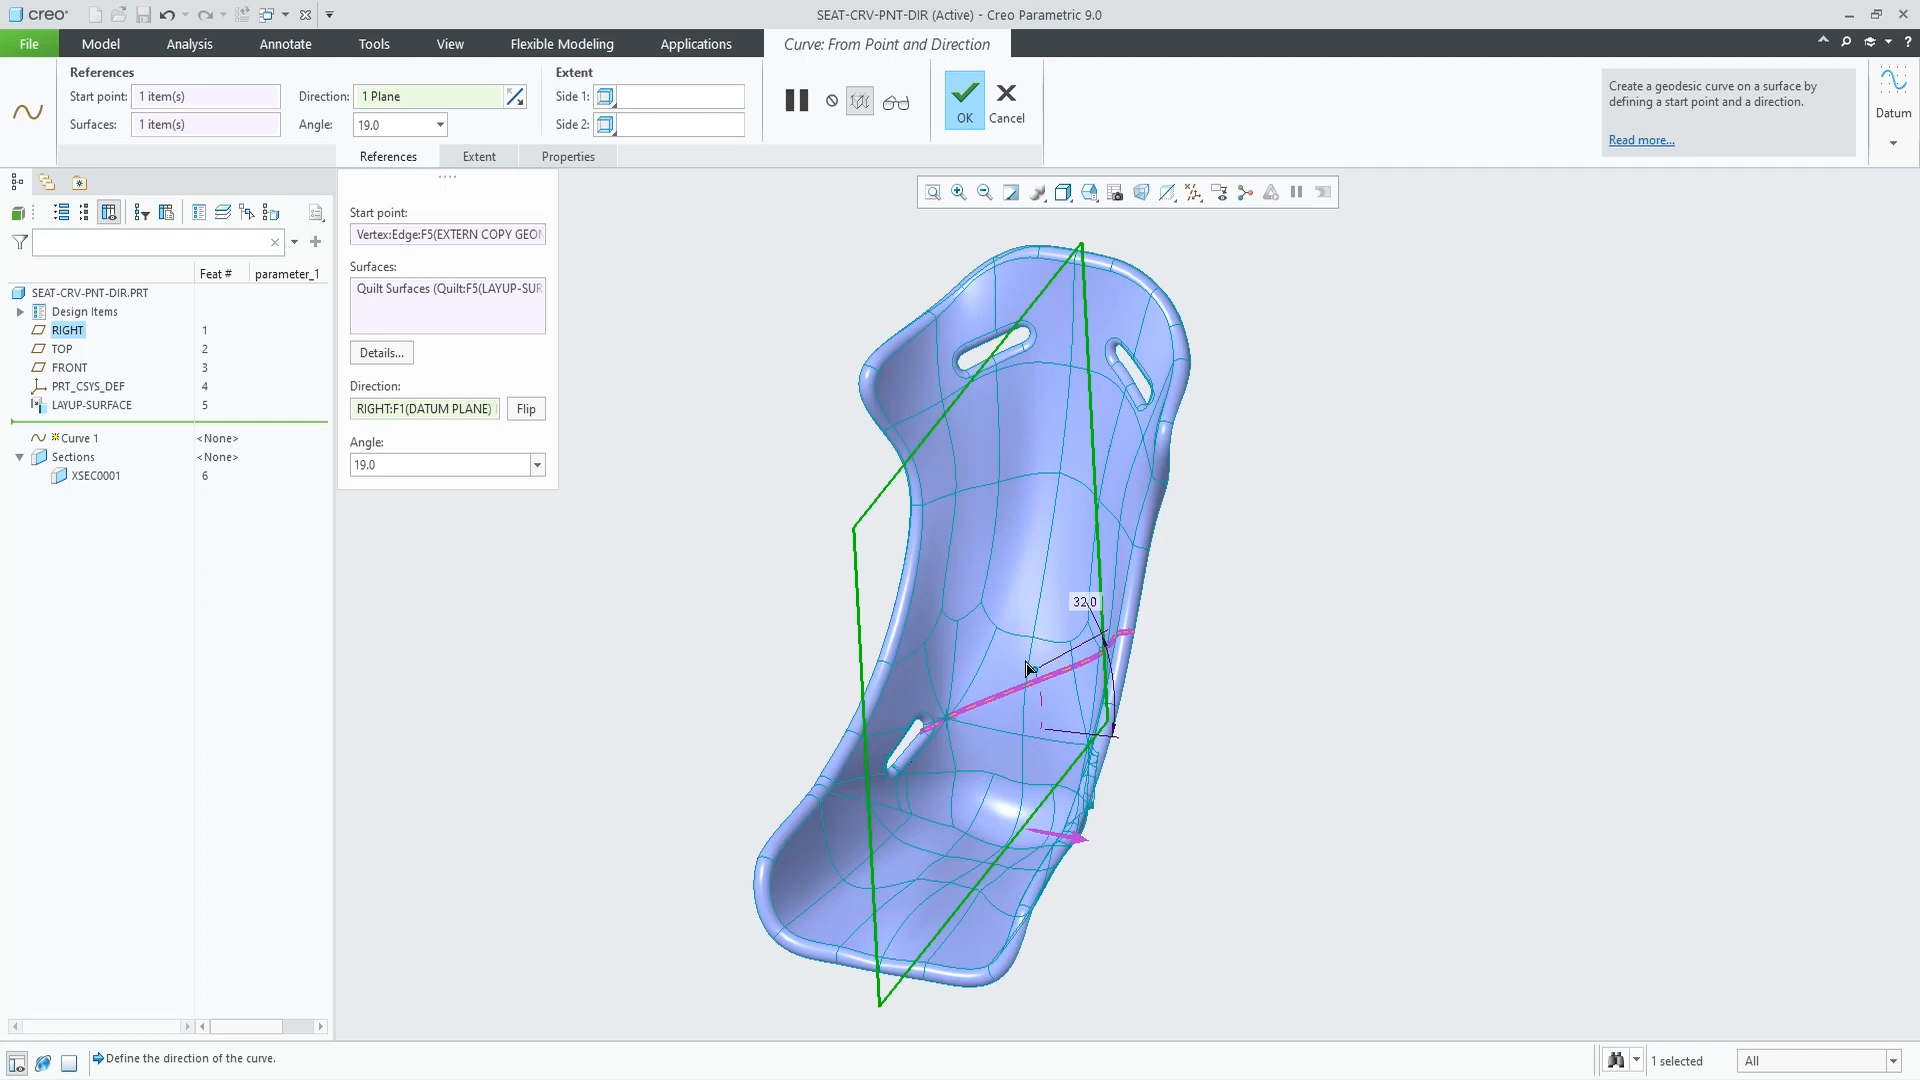 creo
SEAT-CRV-PNT-DIR (Active) - Creo Parametric 9.0
File Model Analysis Annotate Tools View Flexible Modeling Applications Curve: From Point and Direction
References
Start point: 1 item(s) Direction: 1 Plane
Surfaces: 1 item(s) Angle: 19.0
Extent
Side 1:
Side 2:
OK
Cancel
Create a geodesic curve on a surface by
defining a start point and a direction.
Read more...
Datum
References Extent Properties
Feat # parameter_1
SEAT-CRV-PNT-DIR.PRT
Design Items
RIGHT 1
TOP 2
FRONT 3
PRT_CSYS_DEF 4
LAYUP-SURFACE 5
Curve 1 <None>
Sections <None>
XSEC0001 6
Start point:
Vertex:Edge:F5(EXTERN COPY GEOM
Surfaces:
Quilt Surfaces (Quilt:F5(LAYUP-SUR
Details...
Direction:
RIGHT:F1(DATUM PLANE) Flip
Angle:
19.0
32.0
Define the direction of the curve.
1 selected
All